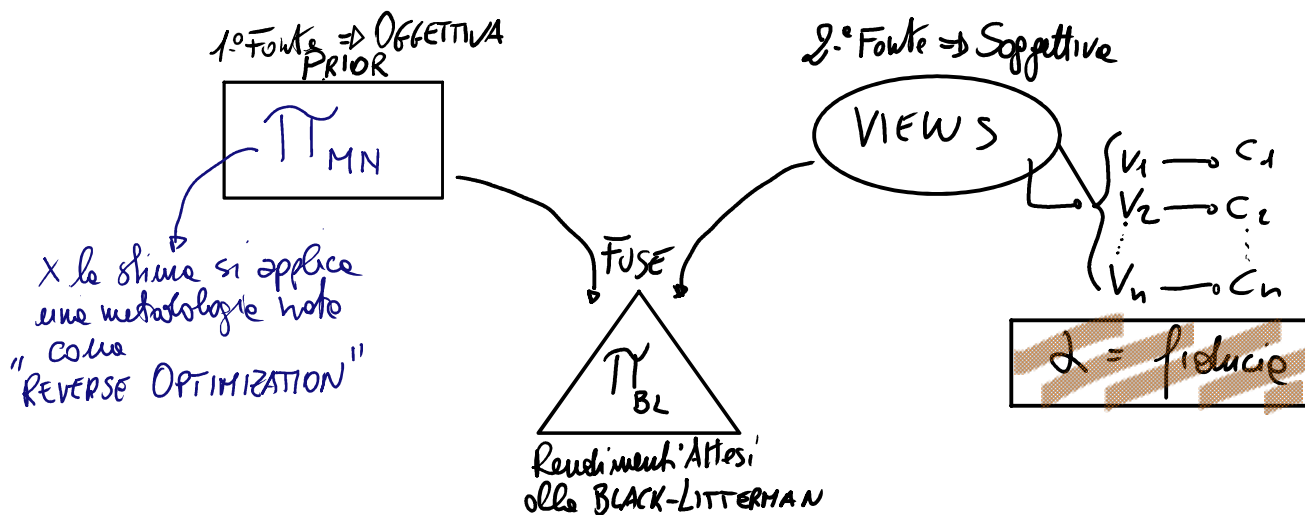 1.° Fonte => OGGETTIVA
PRIOR
π MN
X la stima si applica
una metodologia nota
come
"REVERSE OPTIMIZATION"
2.° Fonte => Soggettiva
VIEWS
V1 → C1
V2 → C2
Vn → Cn
α = fiducia
FUSE
π BL
Rendimenti Attesi
alla BLACK-LITTERMAN